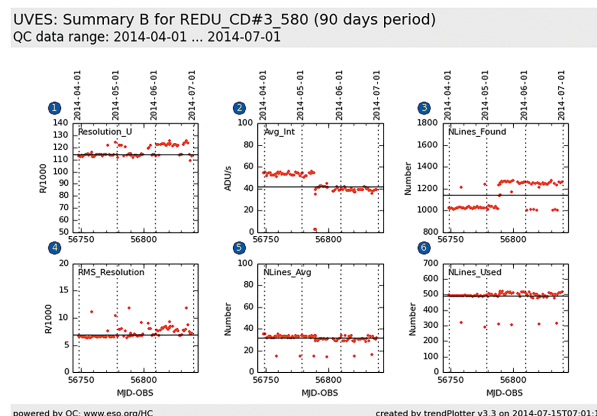 UVES: Summary B for REDU_CD#3_580 (90 days period)
QC data range: 2014-04-01 ... 2014-07-01
2014-04-01 2014-05-01 2014-06-01 2014-07-01
2014-04-01 2014-05-01 2014-06-01 2014-07-01
2014-04-01 2014-05-01 2014-06-01 2014-07-01
1
Resolution_U
R/1000
140
130
120
110
100
90
80
70
60
50
56750 56800
2
Avg_Int
ADU/s
100
80
60
40
20
0
56750 56800
3
NLines_Found
Number
1800
1600
1400
1200
1000
800
56750 56800
4
RMS_Resolution
R/1000
20
15
10
5
0
56750 56800
MJD-OBS
5
NLines_Avg
Number
100
80
60
40
20
0
56750 56800
MJD-OBS
6
NLines_Used
Number
700
600
500
400
300
200
100
0
56750 56800
MJD-OBS
powered by QC: www.eso.org/HC
created by trendPlotter v3.3 on 2014-07-15T07:01: